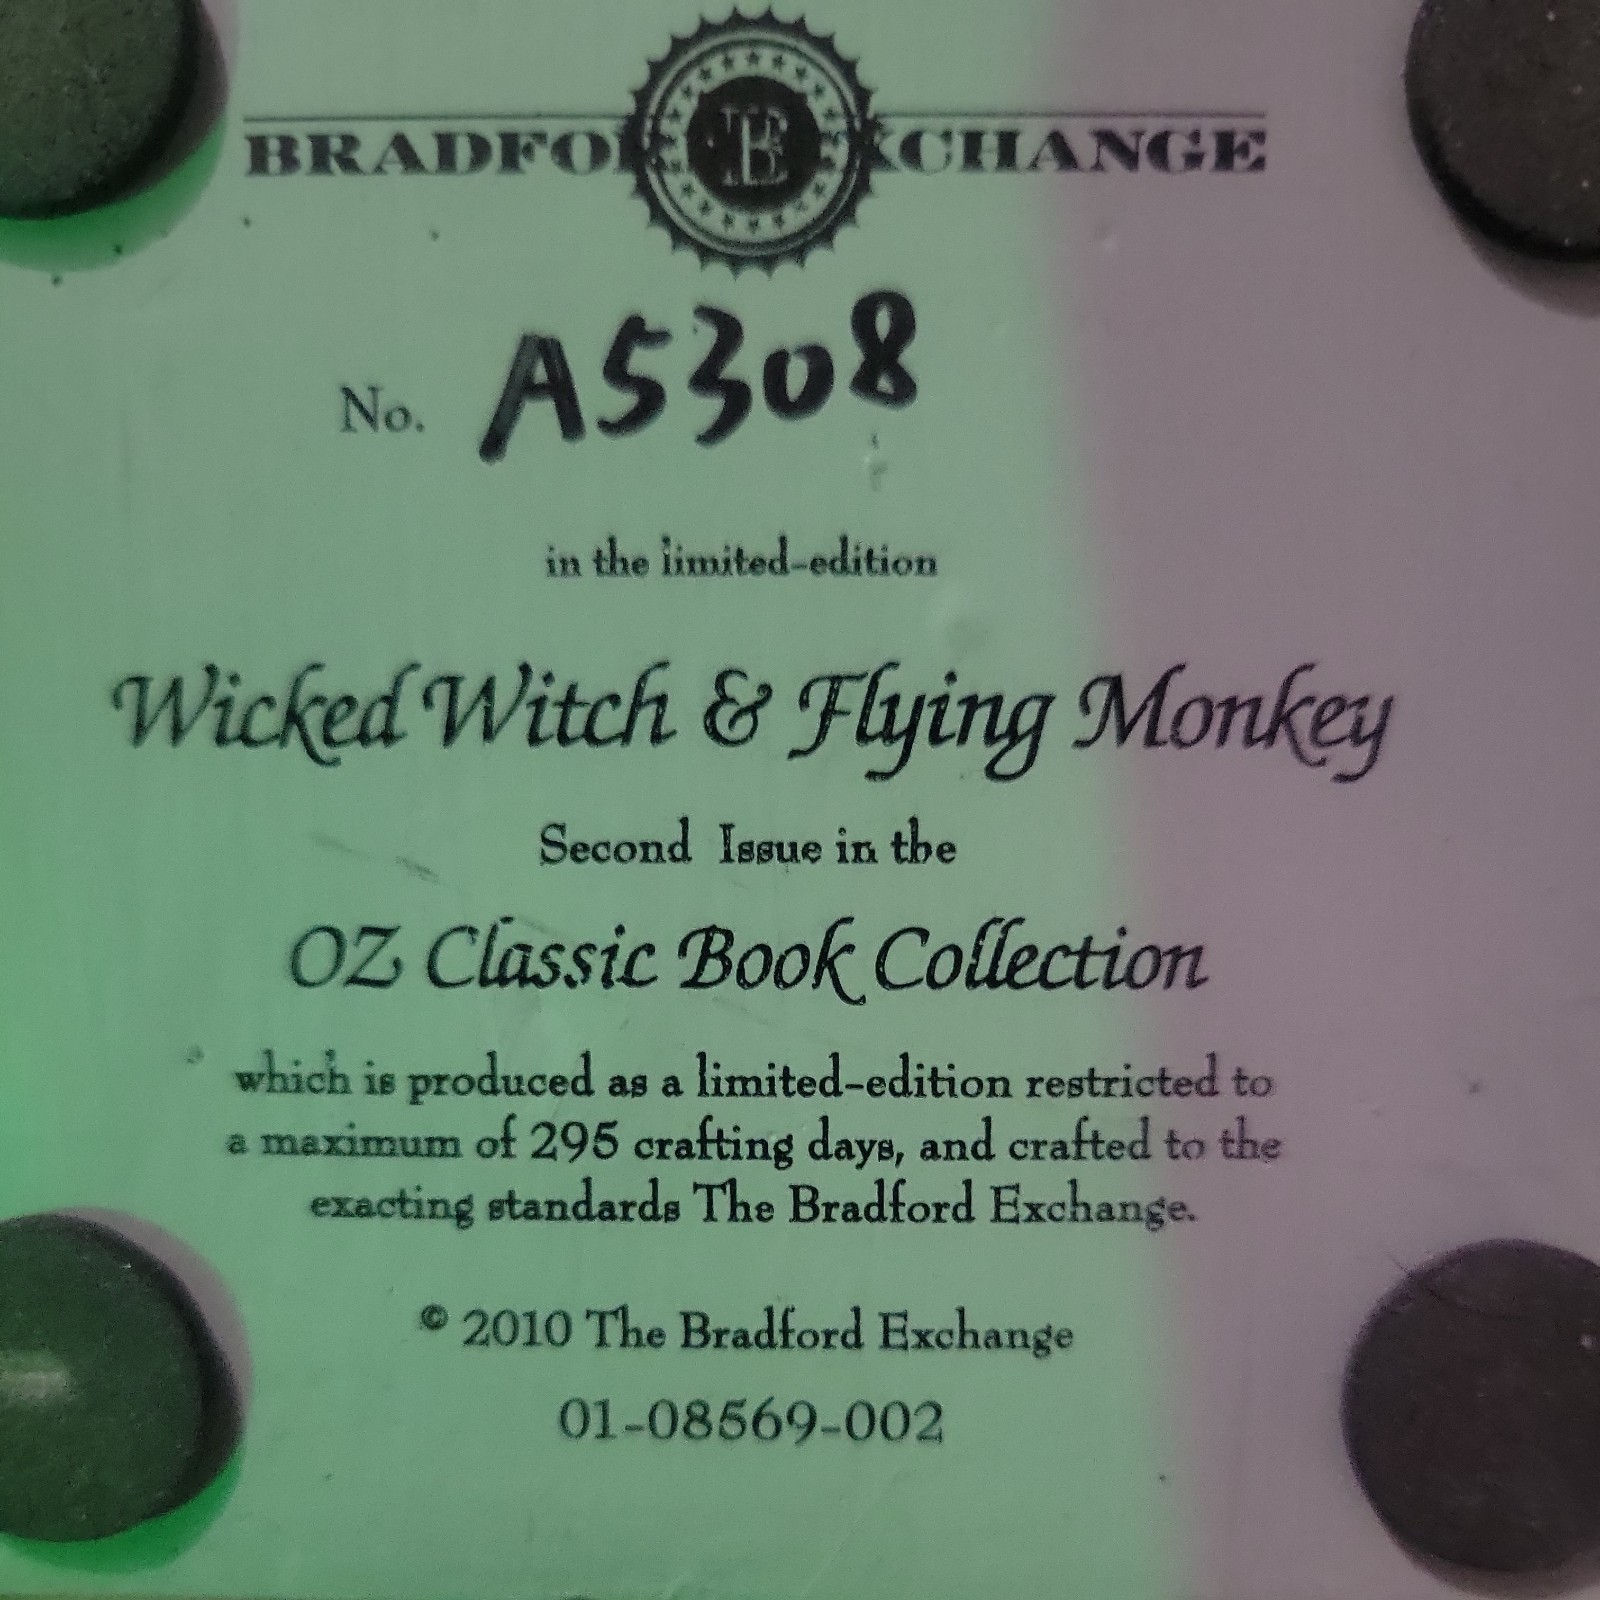 BRADFORD EXCHANGE
B
No. A5308
in the limited-edition
Wicked Witch & Flying Monkey
Second Issue in the
OZ Classic Book Collection
which is produced as a limited-edition restricted to
a maximum of 295 crafting days, and crafted to the
exacting standards The Bradford Exchange.
© 2010 The Bradford Exchange
01-08569-002